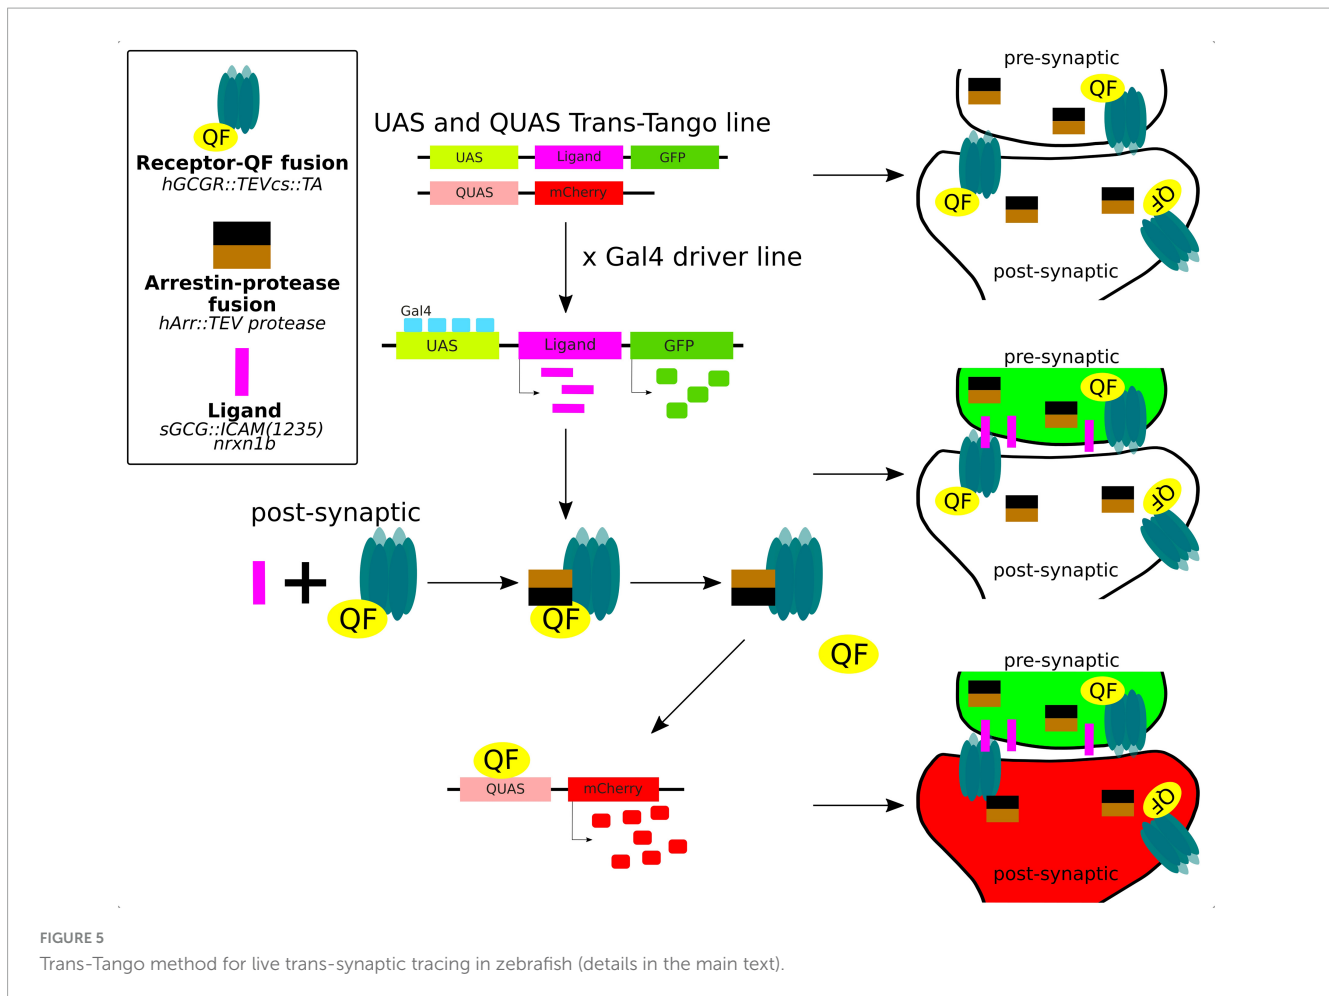 QF
Receptor-QF fusion
hGCGR::TEVcs::TA
Arrestin-protease
fusion
hArr::TEV protease
Ligand
sGCG::ICAM(1235)
nrxn1b
UAS and QUAS Trans-Tango line
UAS Ligand GFP
QUAS mCherry
x Gal4 driver line
Gal4
UAS Ligand GFP
post-synaptic
QF
QF
QF
QF
QUAS mCherry
pre-synaptic
QF
QF
QF
post-synaptic
pre-synaptic
QF
QF
QF
post-synaptic
pre-synaptic
QF
QF
post-synaptic
FIGURE 5
Trans-Tango method for live trans-synaptic tracing in zebrafish (details in the main text).